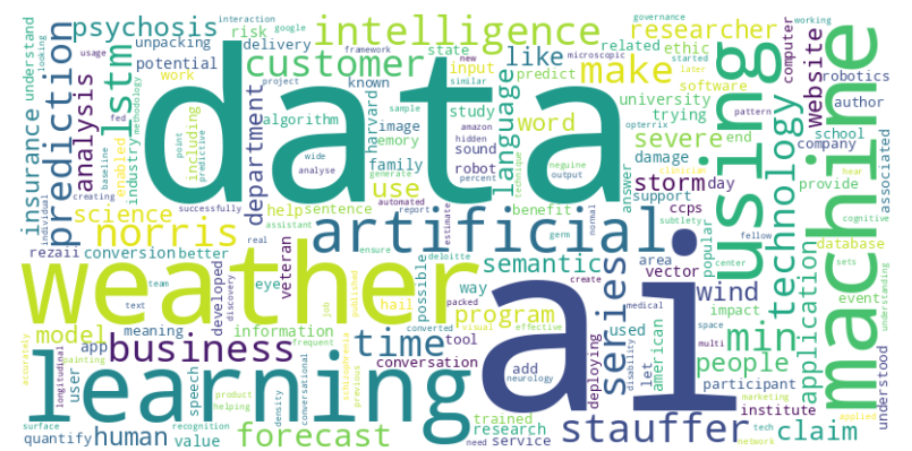 data
ai
weather
learning
machine
using
artificial
intelligence
customer
make
researcher
psychosis
prediction
lstm
analysis
insurance
science
norris
department
language
like
word
use
severe
storm
technology
website
university
semantic
series
wind
min
people
application
program
time
business
model
human
forecast
stauffer
claim
value
quantify
unpacking
potential
work
understand
industry
enabled
including
algorithm
delivery
risk
interaction
google
framework
state
input
known
harvard
image
memory
family
study
sound
robot
related
ethic
predict
software
trying
governance
microscopic
new
similar
working
started
later
computer
robotics
author
school
company
pattern
opterrix
end
damage
day
support
ccps
subtlety
provide
database
associated
cognitive
hear
applied
sets
understanding
event
impact
popular
center
vector
area
possible
way
benefit
answer
technique
neguine
output
hidden
amazon
percent
generate
automated
report
estimate
normal
germ
fellow
clinician
project
sample
wide
analyse
point
predictive
methodology
fed
usage
looking
individual
creating
baseline
successfully
help
sentence
assistant
real
rezaii
conversion
better
eye
veteran
hail
developed
discovery
team
text
meaning
information
app
user
speech
painting
product
helping
recognition
density
conversational
frequent
schizophrenia
previous
job
published
packed
converted
visual
effective
deloitte
ensure
create
tool
conversation
add
neurology
trained
research
need
service
deploying
used
let
american
disability
medical
space
multi
participant
institute
marketing
tech
network
understood
accurately
longitudinal
surface